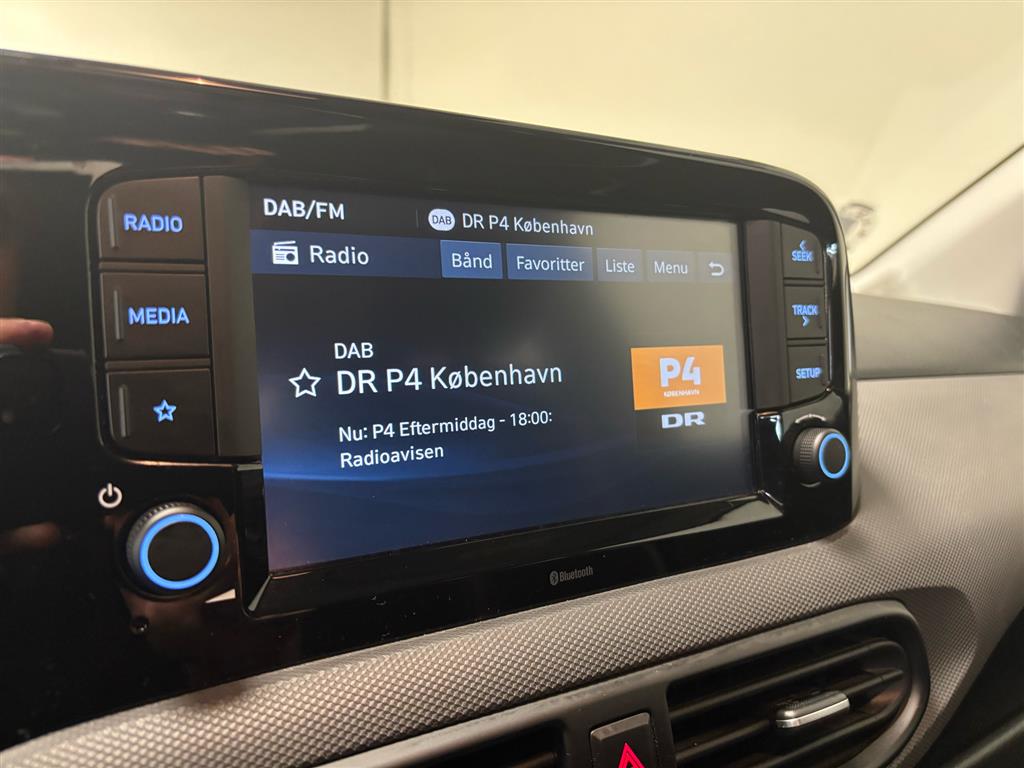 RADIO
MEDIA
DAB/FM
DAB DR P4 København
Radio
Bånd
Favoritter
Liste
Menu
DAB
DR P4 København
Nu: P4 Eftermiddag - 18:00:
Radioavisen
P4
KØBENHAVN
DR
SEEK
TRACK
SETUP
Bluetooth